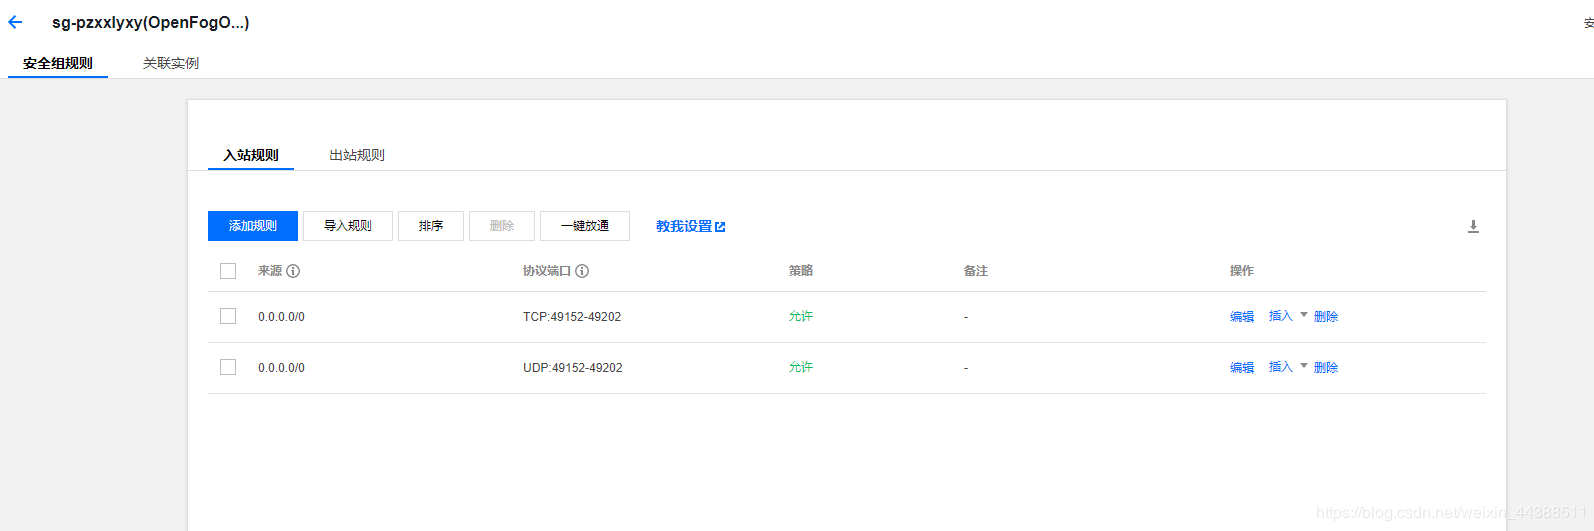 sg-pzxxlyxy(OpenFogO...)
安
安全组规则 关联实例
入站规则 出站规则
添加规则 导入规则 排序 删除 一键放通 教我设置
来源 协议端口 策略 备注 操作
0.0.0.0/0 TCP:49152-49202 允许 - 编辑 插入 删除
0.0.0.0/0 UDP:49152-49202 允许 - 编辑 插入 删除
https://blog.csdn.net/weixin_44388511